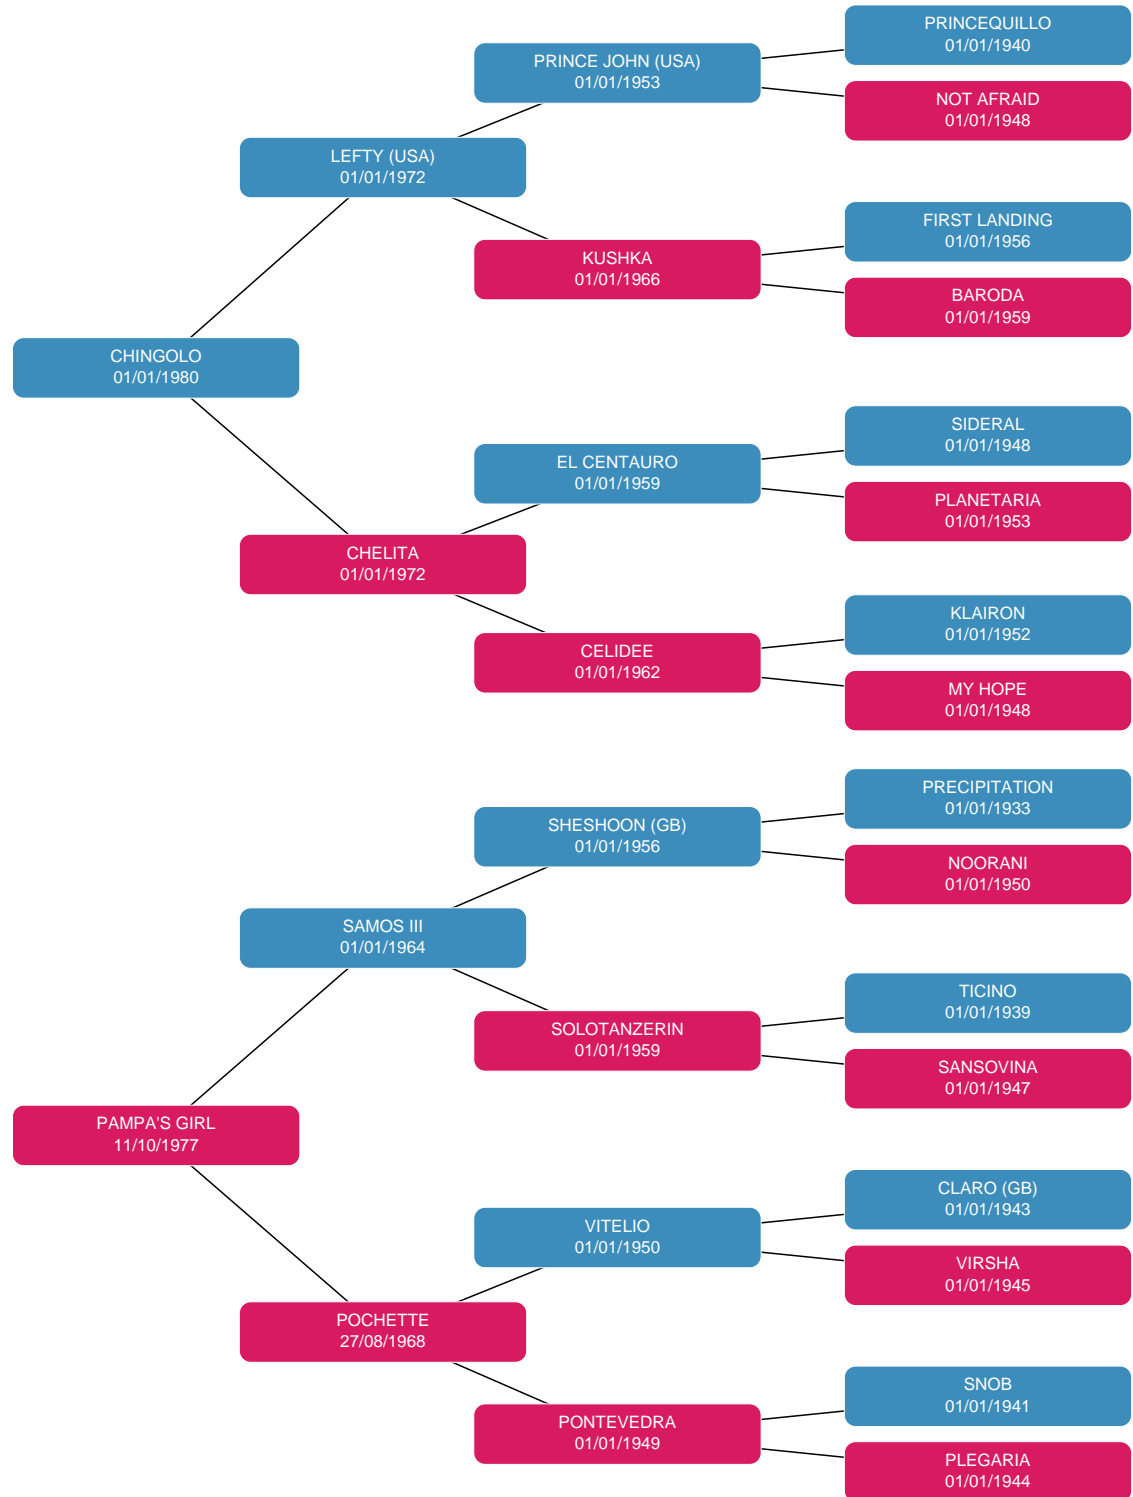 PRINCEQUILLO
01/01/1940
PRINCE JOHN (USA)
01/01/1953
NOT AFRAID
01/01/1948
LEFTY (USA)
01/01/1972
FIRST LANDING
01/01/1956
KUSHKA
01/01/1966
BARODA
01/01/1959
CHINGOLO
01/01/1980
SIDERAL
01/01/1948
EL CENTAURO
01/01/1959
PLANETARIA
01/01/1953
CHELITA
01/01/1972
KLAIRON
01/01/1952
CELIDEE
01/01/1962
MY HOPE
01/01/1948
PRECIPITATION
01/01/1933
SHESHOON (GB)
01/01/1956
NOORANI
01/01/1950
SAMOS III
01/01/1964
TICINO
01/01/1939
SOLOTANZERIN
01/01/1959
SANSOVINA
01/01/1947
PAMPA'S GIRL
11/10/1977
CLARO (GB)
01/01/1943
VITELIO
01/01/1950
VIRSHA
01/01/1945
POCHETTE
27/08/1968
SNOB
01/01/1941
PONTEVEDRA
01/01/1949
PLEGARIA
01/01/1944